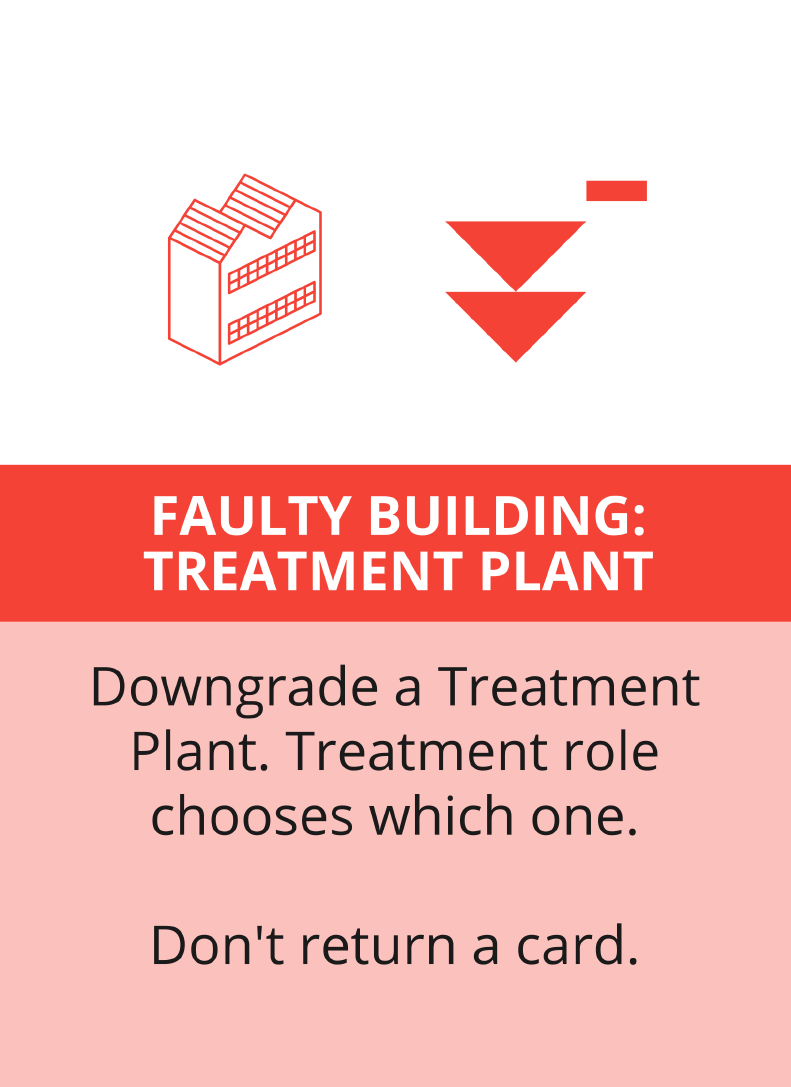 FAULTY BUILDING:
TREATMENT PLANT
Downgrade a Treatment
Plant. Treatment role
chooses which one.
Don't return a card.